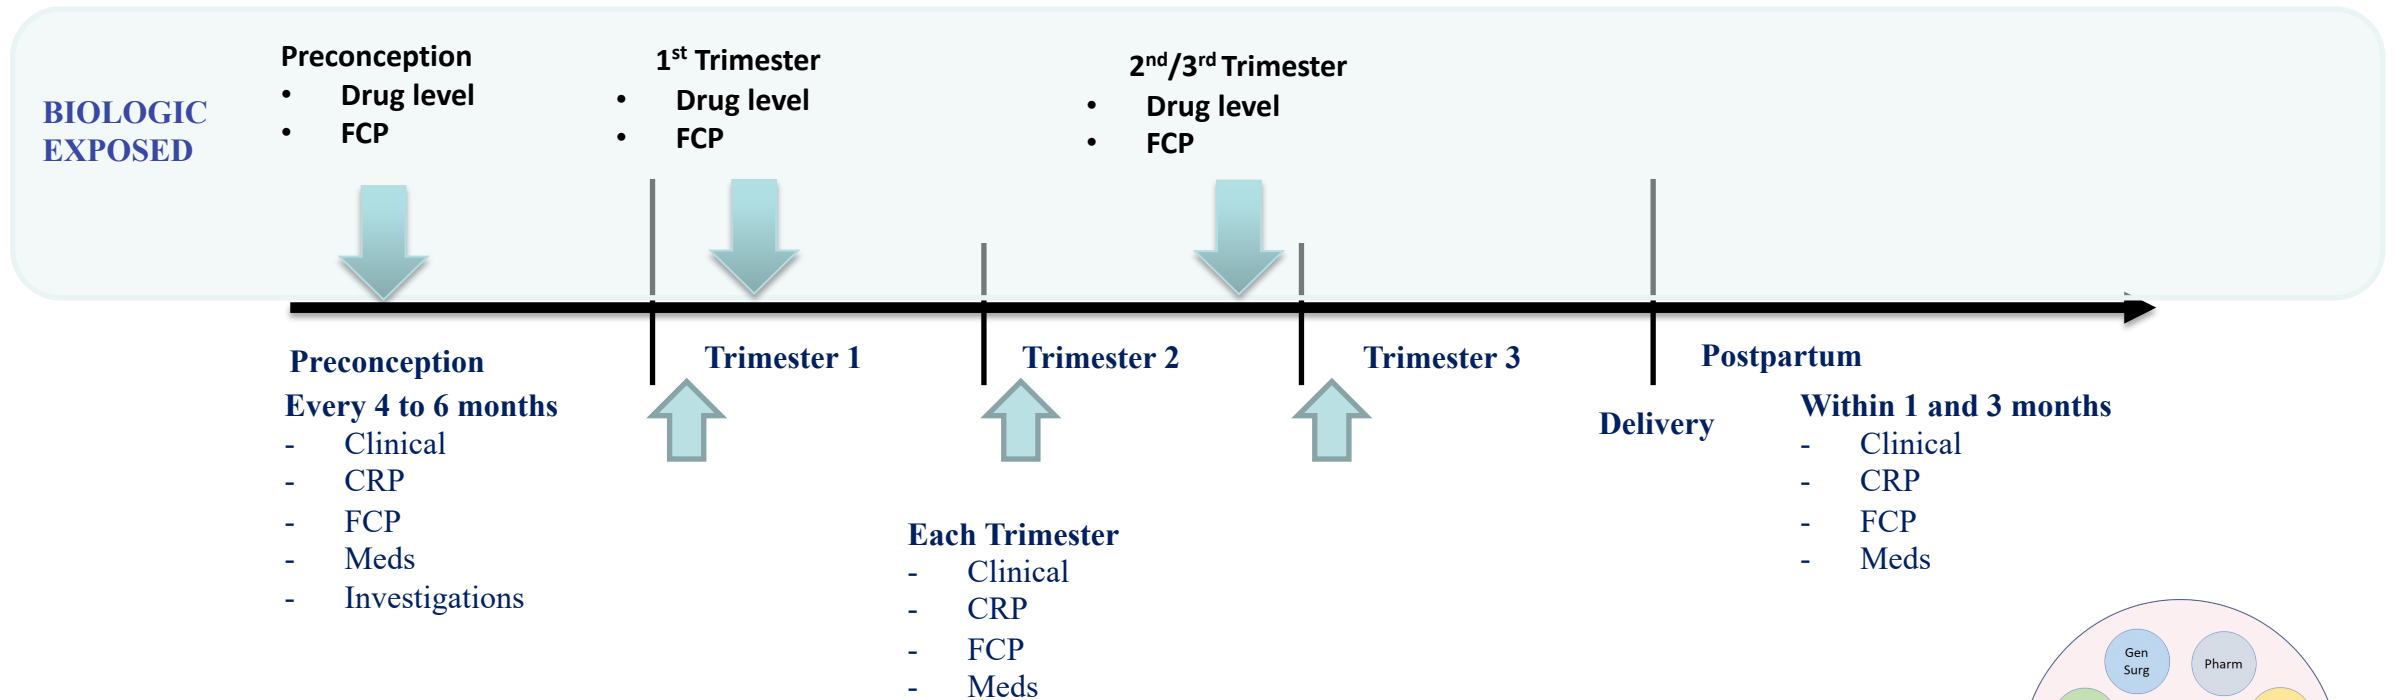 BIOLOGIC
EXPOSED
Preconception
• Drug level
• FCP
1st Trimester
• Drug level
• FCP
2nd/3rd Trimester
• Drug level
• FCP
Preconception
Every 4 to 6 months
- Clinical
- CRP
- FCP
- Meds
- Investigations
Trimester 1
Trimester 2
Trimester 3
Each Trimester
- Clinical
- CRP
- FCP
- Meds
Delivery
Postpartum
Within 1 and 3 months
- Clinical
- CRP
- FCP
- Meds
Gen
Surg
Pharm